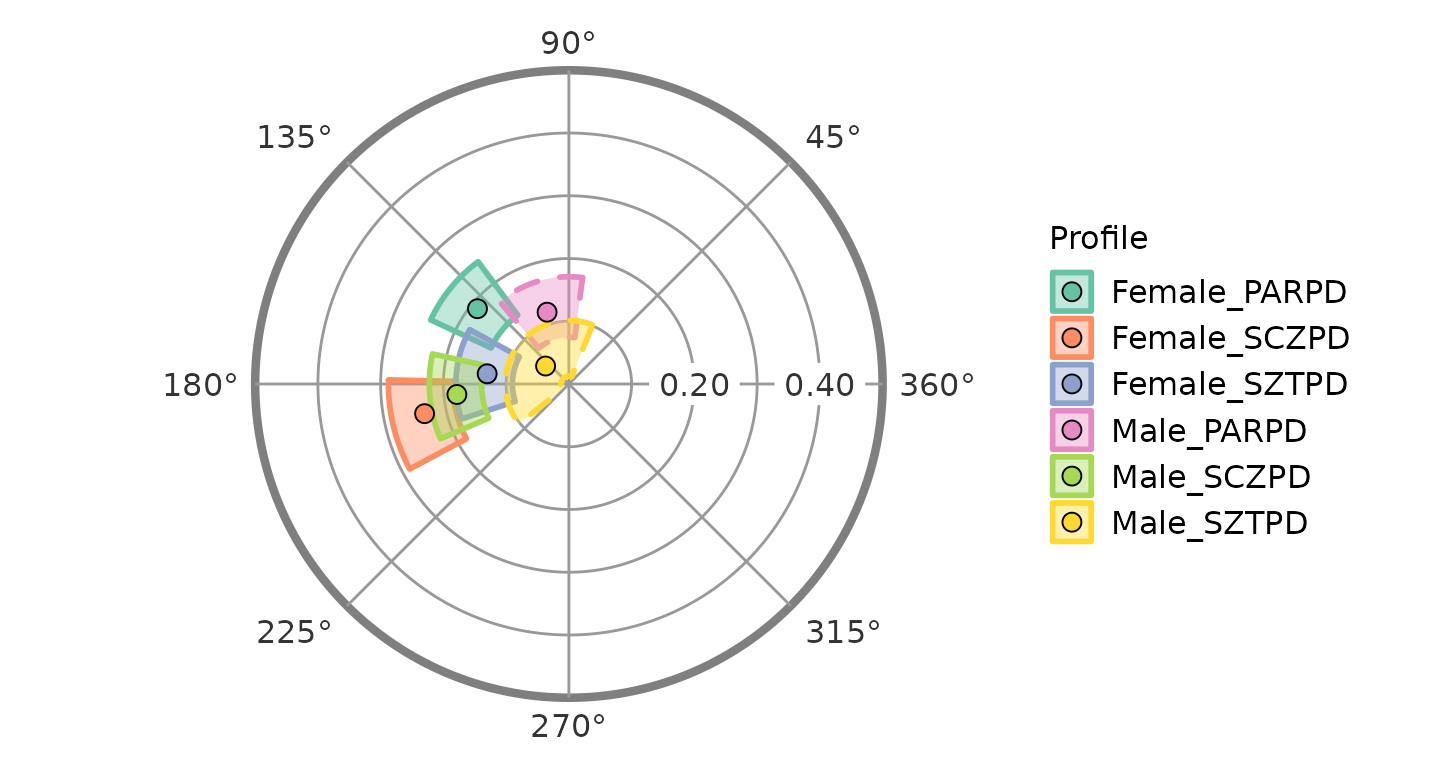 90°
135°
45°
180°
0.20
0.40
360°
225°
315°
270°
Profile
Female_PARPD
Female_SCZPD
Female_SZTPD
Male_PARPD
Male_SCZPD
Male_SZTPD